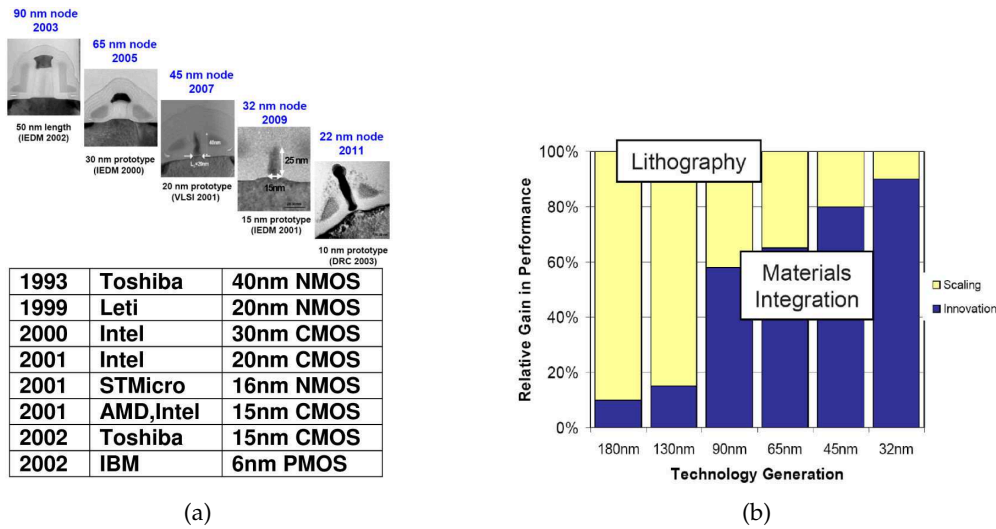 90 nm node
2003
50 nm length
(IEDM 2002)
65 nm node
2005
30 nm prototype
(IEDM 2000)
45 nm node
2007
20 nm prototype
(VLSI 2001)
32 nm node
2009
25 nm
15nm
15 nm prototype
(IEDM 2001)
22 nm node
2011
10 nm prototype
(DRC 2003)
1993 Toshiba 40nm NMOS
1999 Leti 20nm NMOS
2000 Intel 30nm CMOS
2001 Intel 20nm CMOS
2001 STMicro 16nm NMOS
2001 AMD,Intel 15nm CMOS
2002 Toshiba 15nm CMOS
2002 IBM 6nm PMOS
(a)
Relative Gain in Performance
100%
80%
60%
40%
20%
0%
Lithography
Materials
Integration
Scaling
Innovation
180nm 130nm 90nm 65nm 45nm 32nm
Technology Generation
(b)